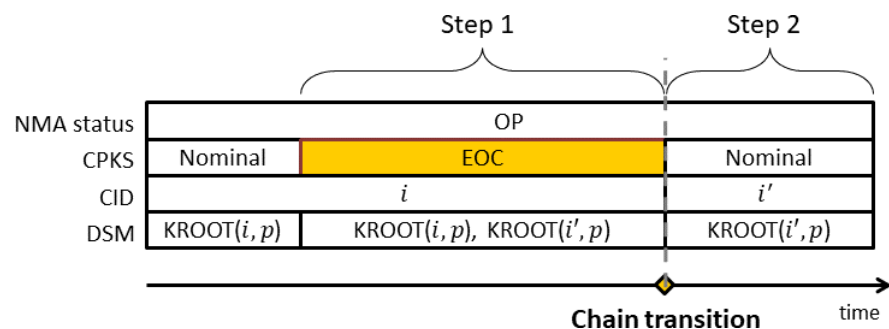 Step 1 Step 2
NMA status OP
CPKS Nominal EOC Nominal
CID i i′
DSM KROOT(i, p) KROOT(i, p), KROOT(i′, p) KROOT(i′, p)
Chain transition time